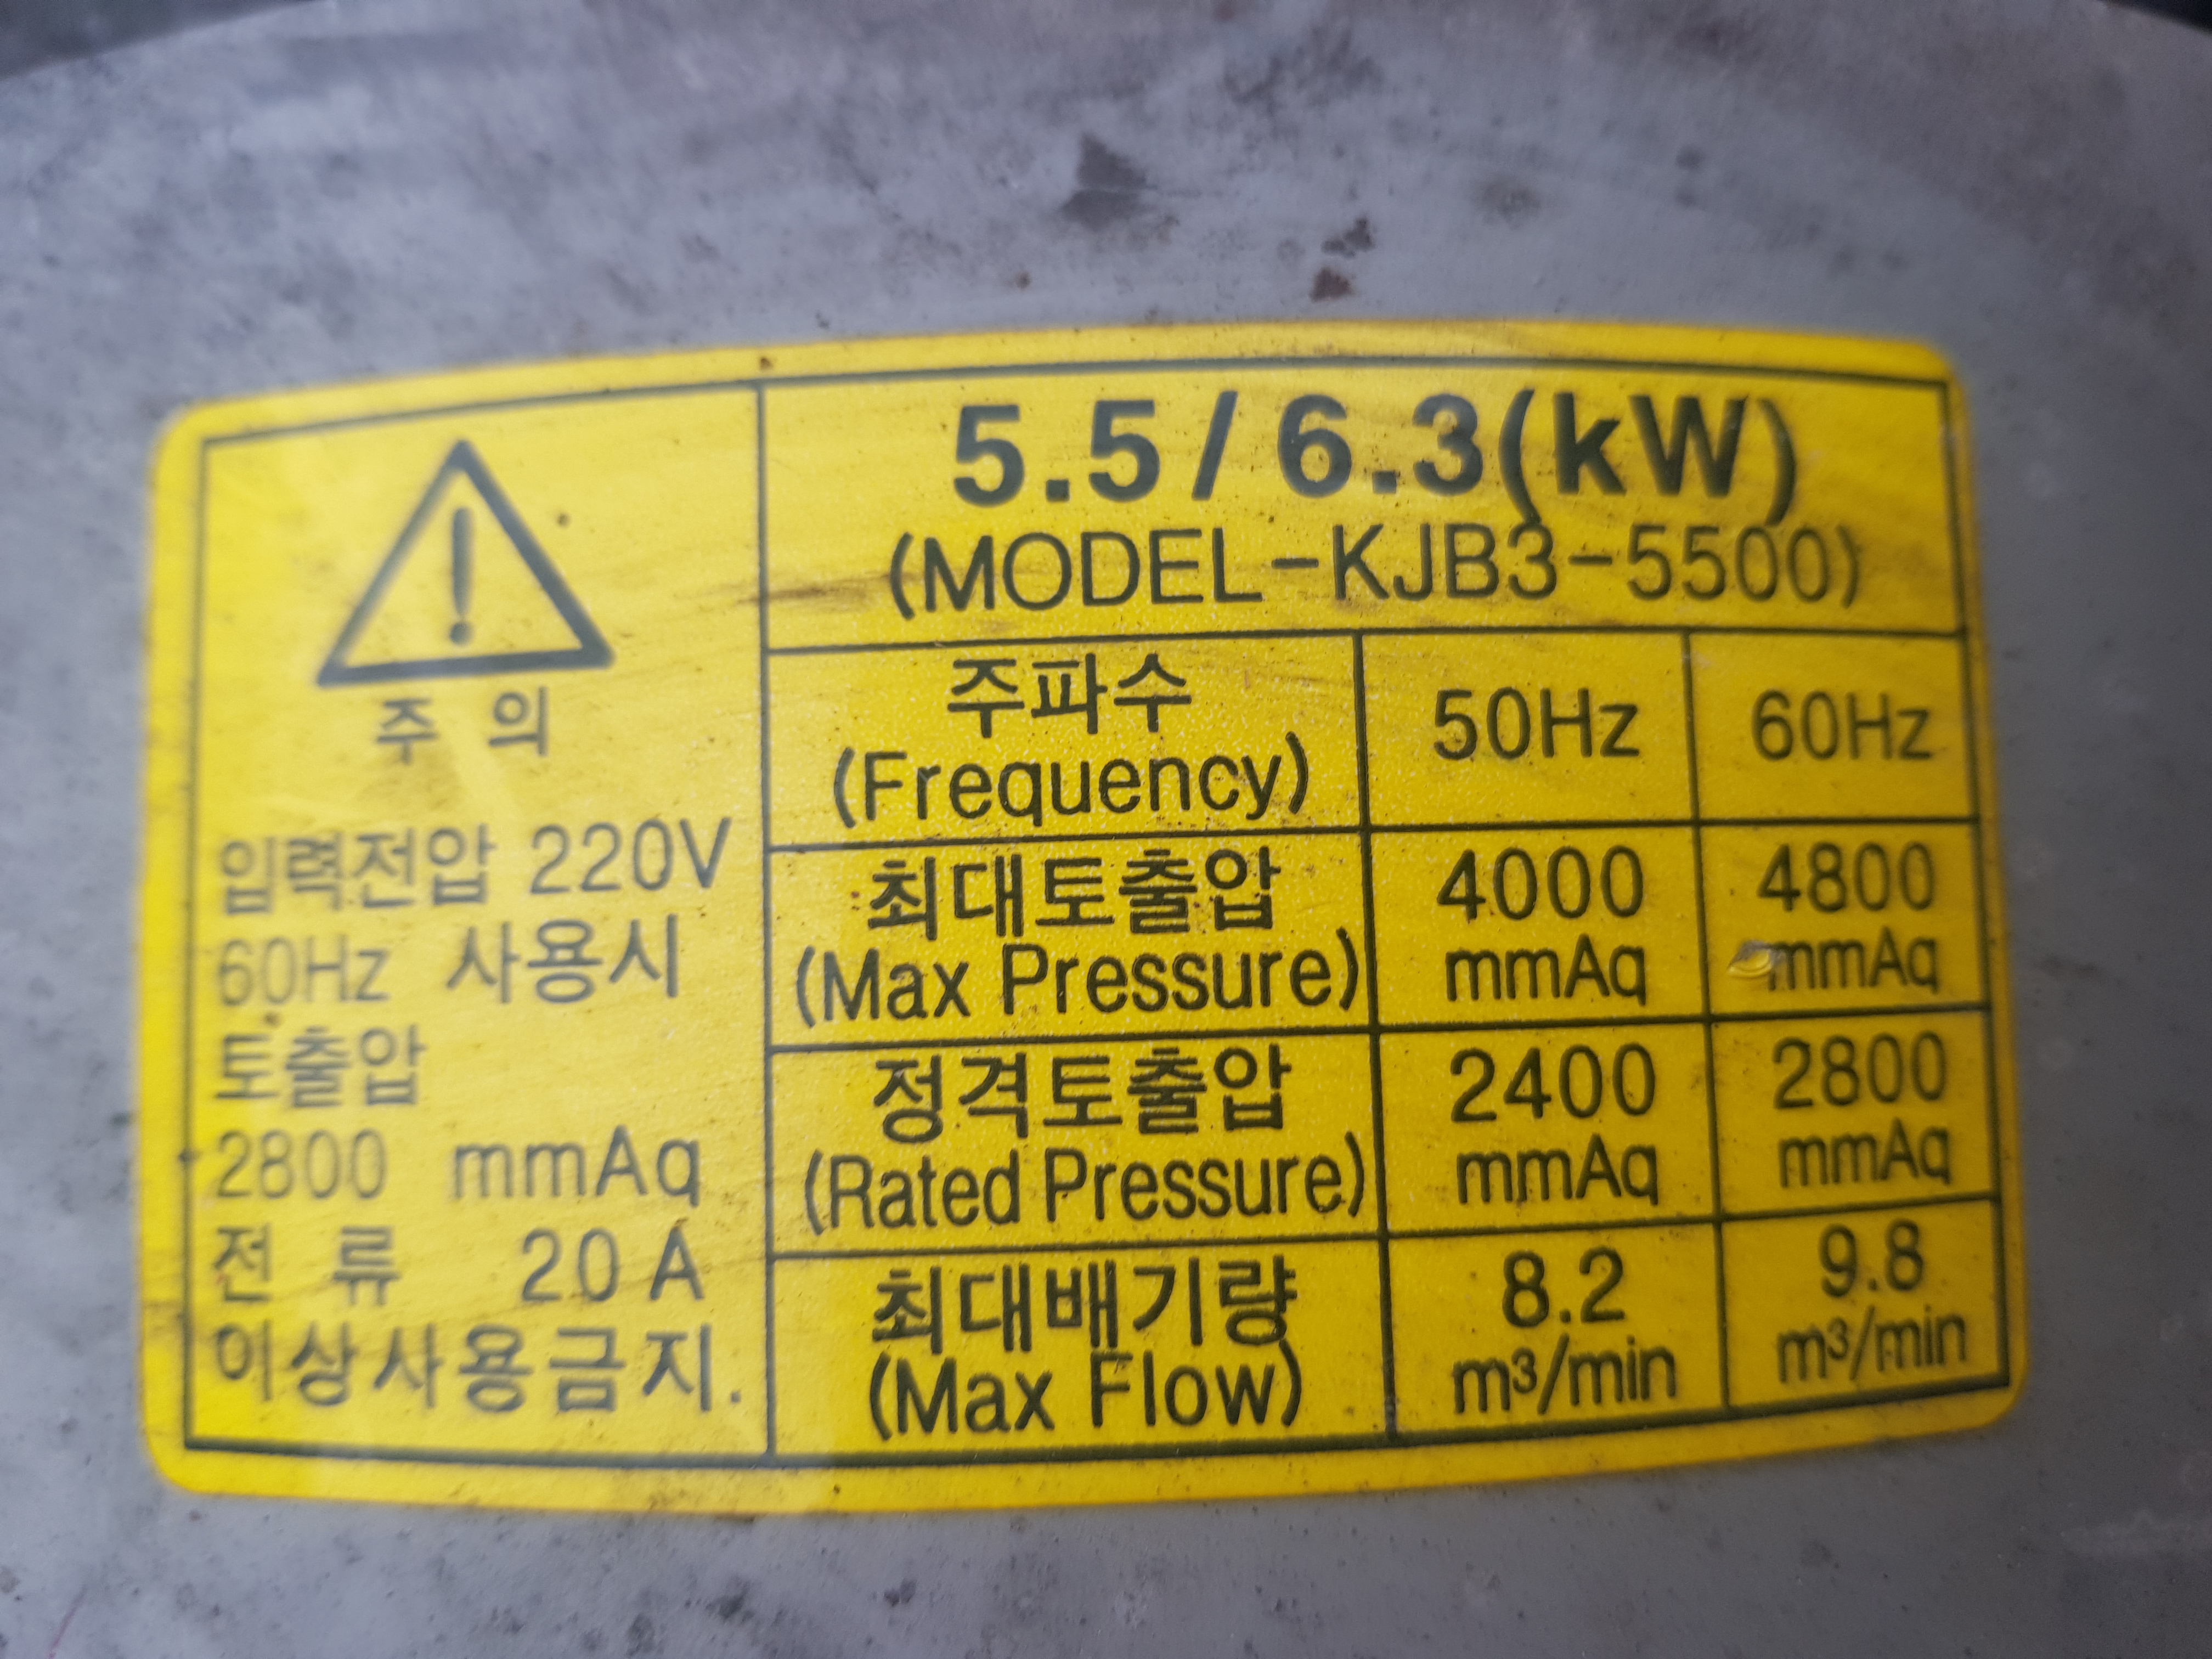 주 의
입력전압 220V
60Hz 사용시
토출압
2800 mmAq
전 류 20A
이상사용금지.
5.5/6.3(kW)
(MODEL-KJB3-5500)
주파수
(Frequency)
50Hz
60Hz
최대토출압
(Max Pressure)
4000
mmAq
4800
mmAq
정격토출압
(Rated Pressure)
2400
mmAq
2800
mmAq
최대배기량
(Max Flow)
8.2
m³/min
9.8
m³/min